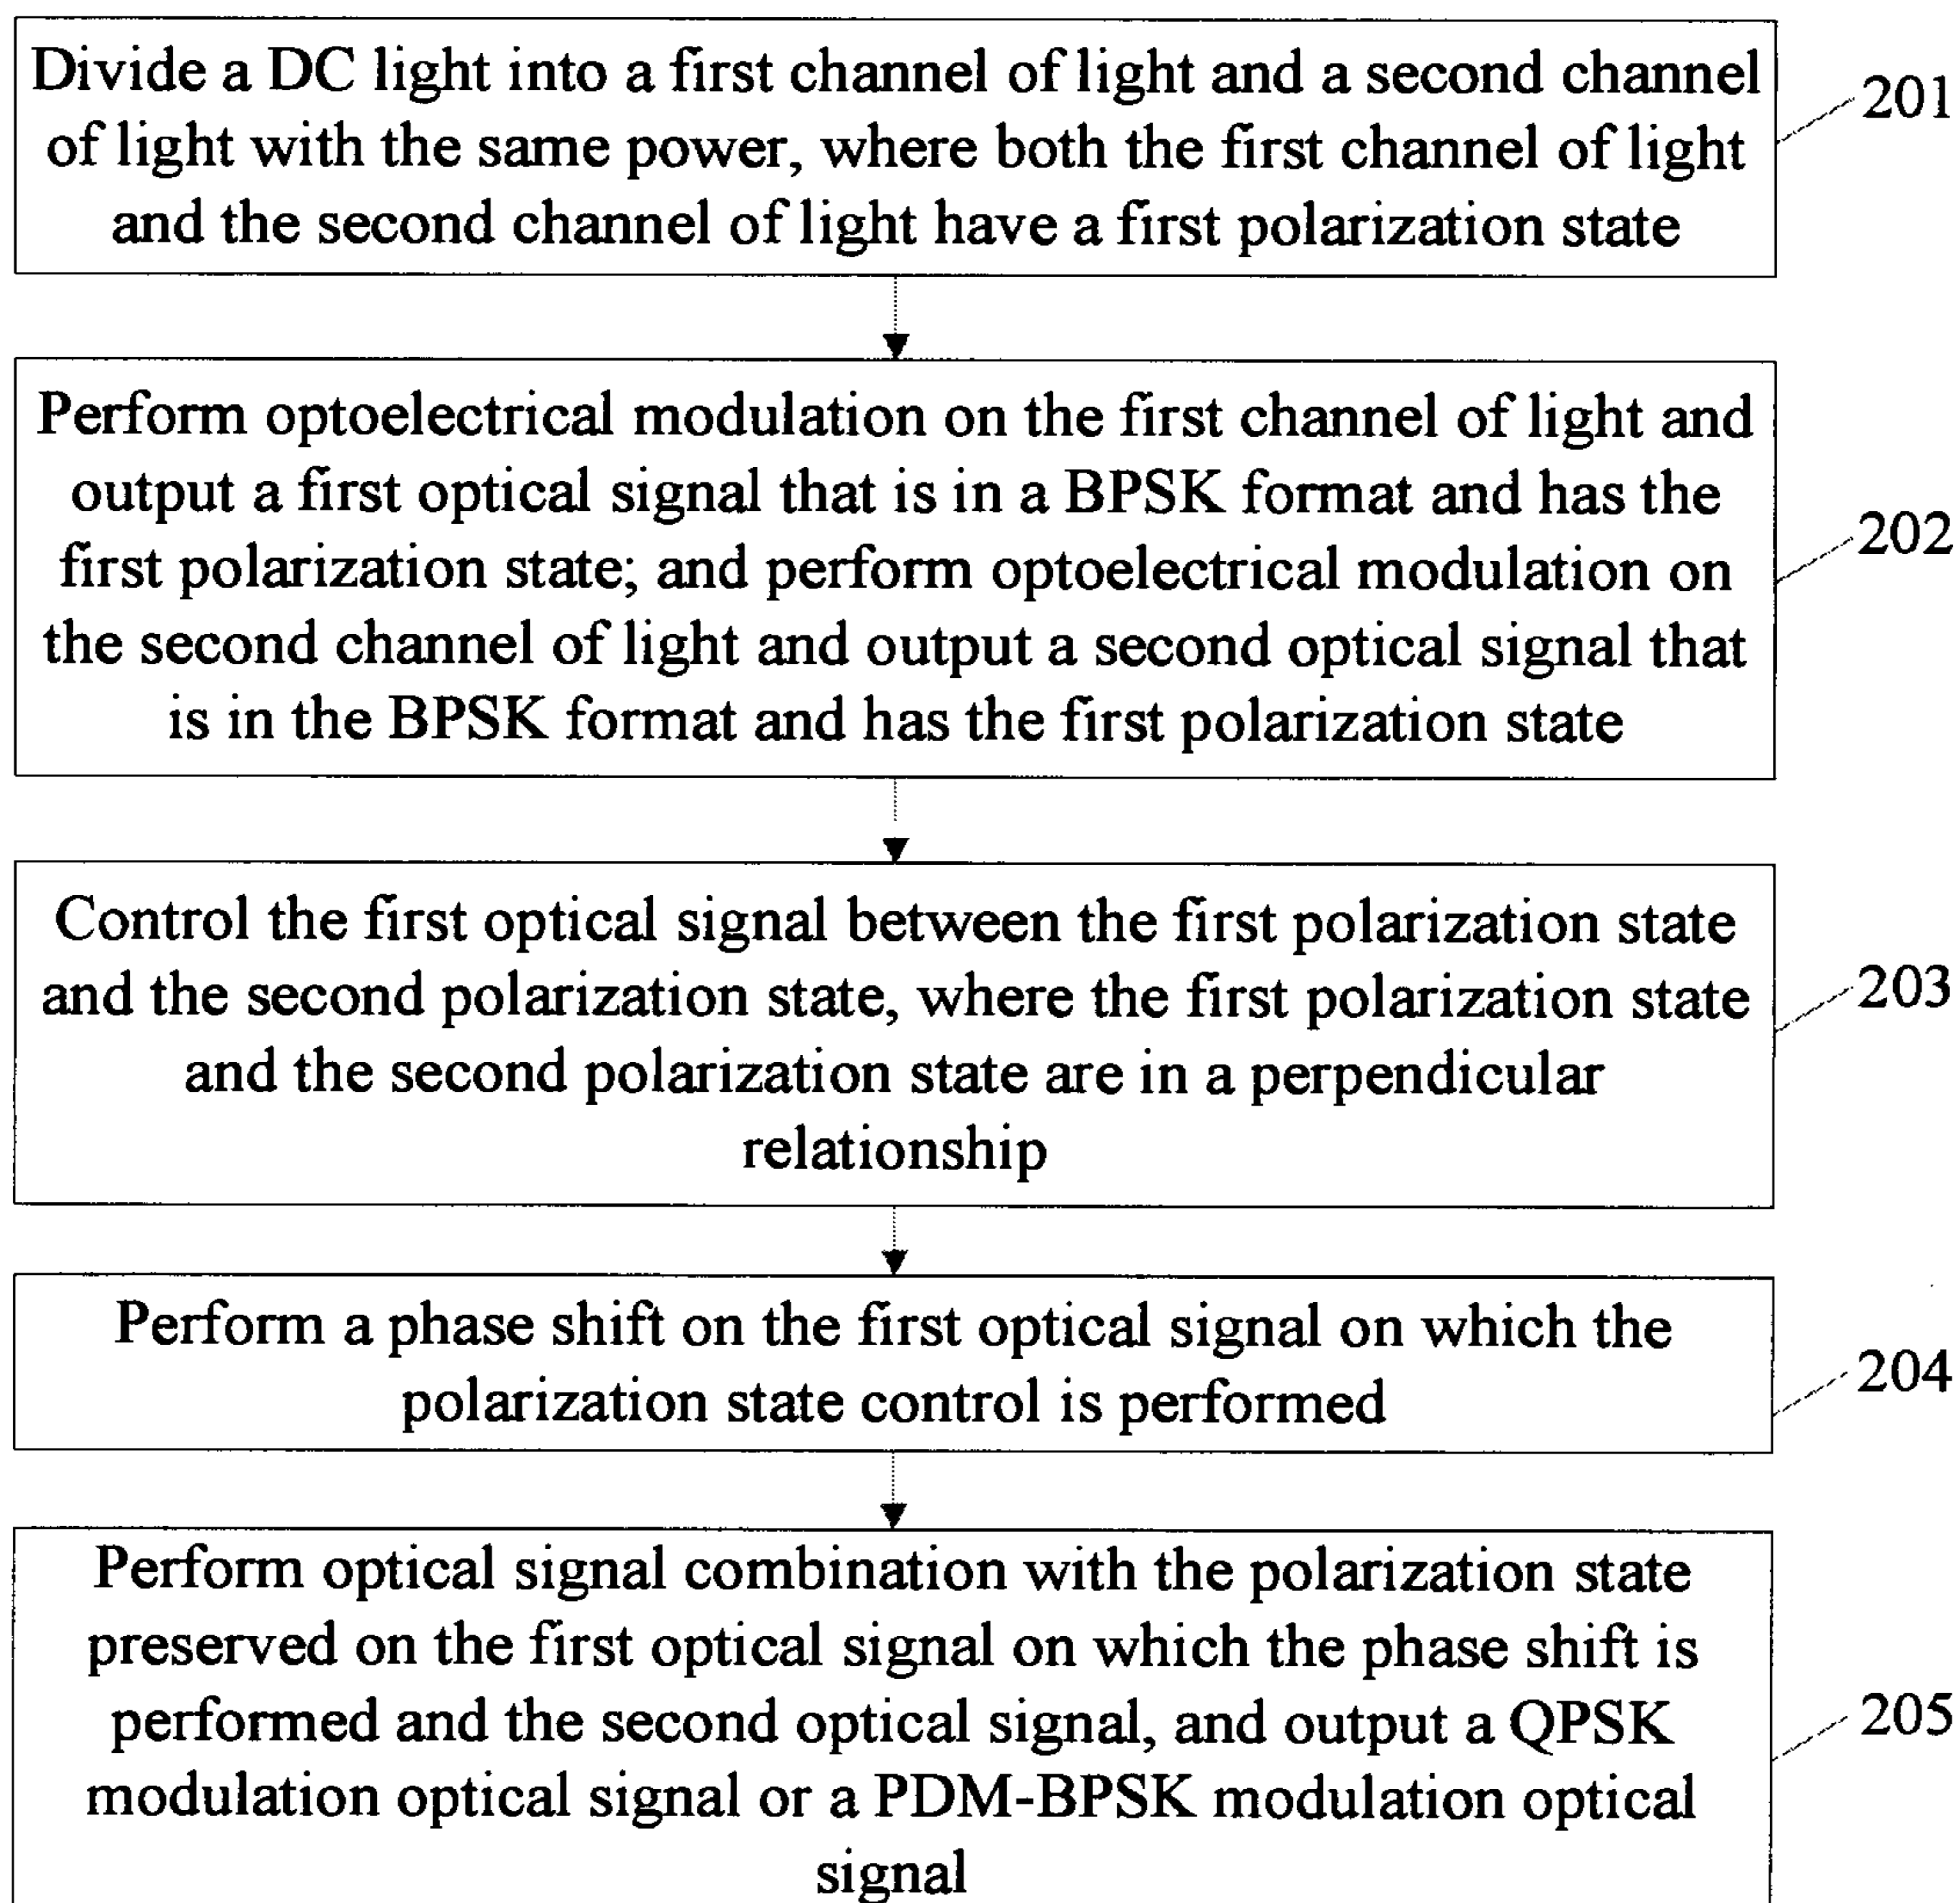 Divide a DC light into a first channel of light and a second channel
of light with the same power, where both the first channel of light
and the second channel of light have a first polarization state
201
Perform optoelectrical modulation on the first channel of light and
output a first optical signal that is in a BPSK format and has the
first polarization state; and perform optoelectrical modulation on
the second channel of light and output a second optical signal that
is in the BPSK format and has the first polarization state
202
Control the first optical signal between the first polarization state
and the second polarization state, where the first polarization state
and the second polarization state are in a perpendicular
relationship
203
Perform a phase shift on the first optical signal on which the
polarization state control is performed
204
Perform optical signal combination with the polarization state
preserved on the first optical signal on which the phase shift is
performed and the second optical signal, and output a QPSK
modulation optical signal or a PDM-BPSK modulation optical
signal
205